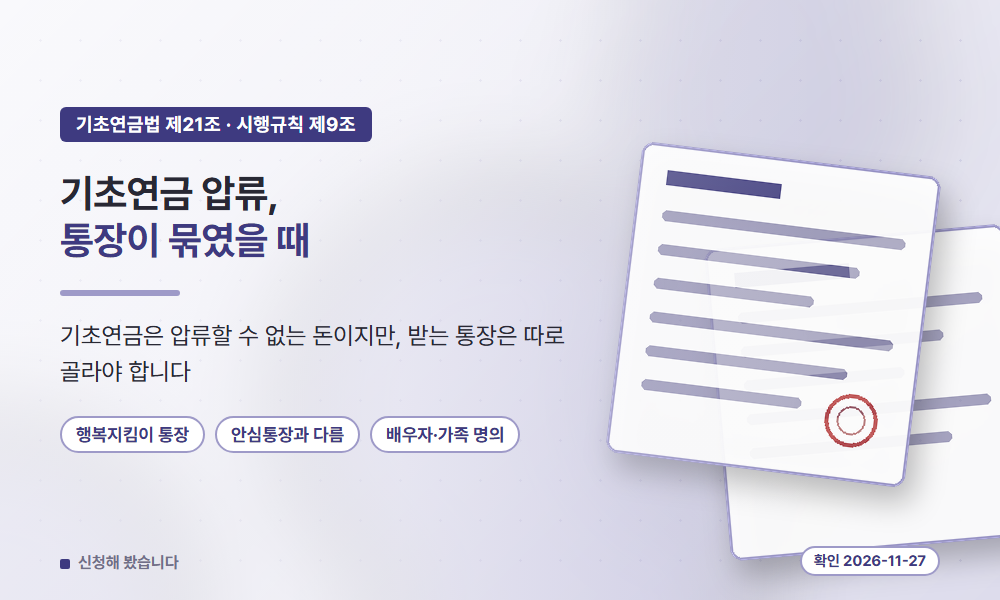 기초연금법 제21조 · 시행규칙 제9조
기초연금 압류,
통장이 묶였을 때
기초연금은 압류할 수 없는 돈이지만, 받는 통장은 따로
골라야 합니다
행복지킴이 통장
안심통장과 다름
배우자·가족 명의
신청해 봤습니다
확인 2026-11-27